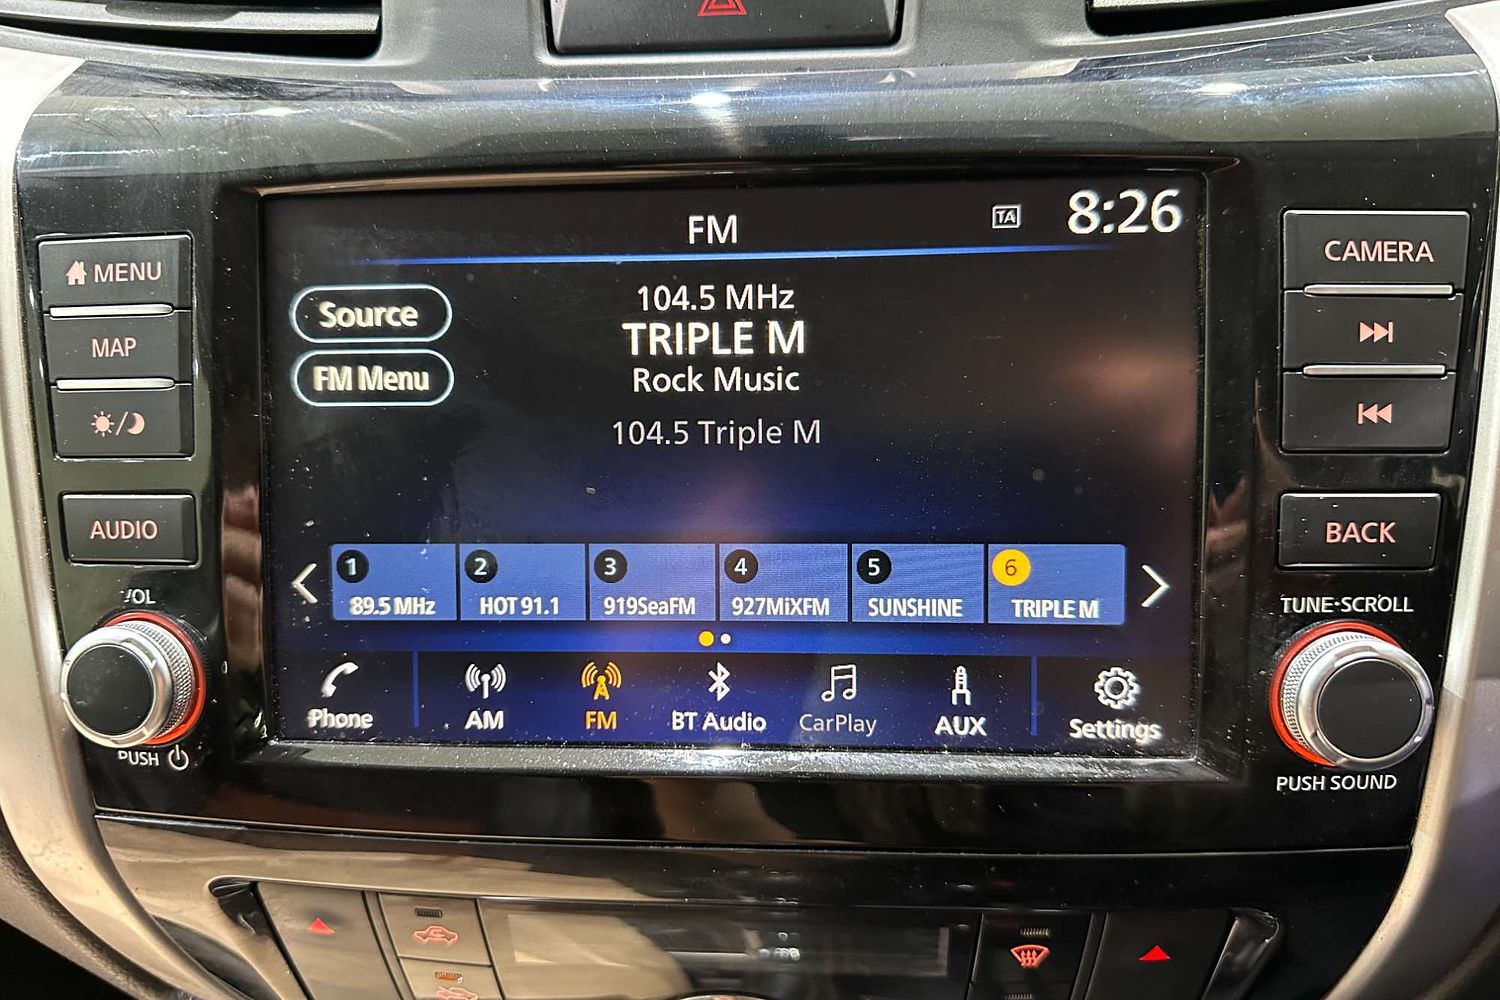 FM
TA
8:26
MENU
MAP
AUDIO
VOL
PUSH
Source
FM Menu
104.5 MHz
TRIPLE M
Rock Music
104.5 Triple M
1
89.5 MHz
2
HOT 91.1
3
919SeaFM
4
927MiXFM
5
SUNSHINE
6
TRIPLE M
Phone
AM
FM
BT Audio
CarPlay
AUX
Settings
CAMERA
BACK
TUNE·SCROLL
PUSH SOUND